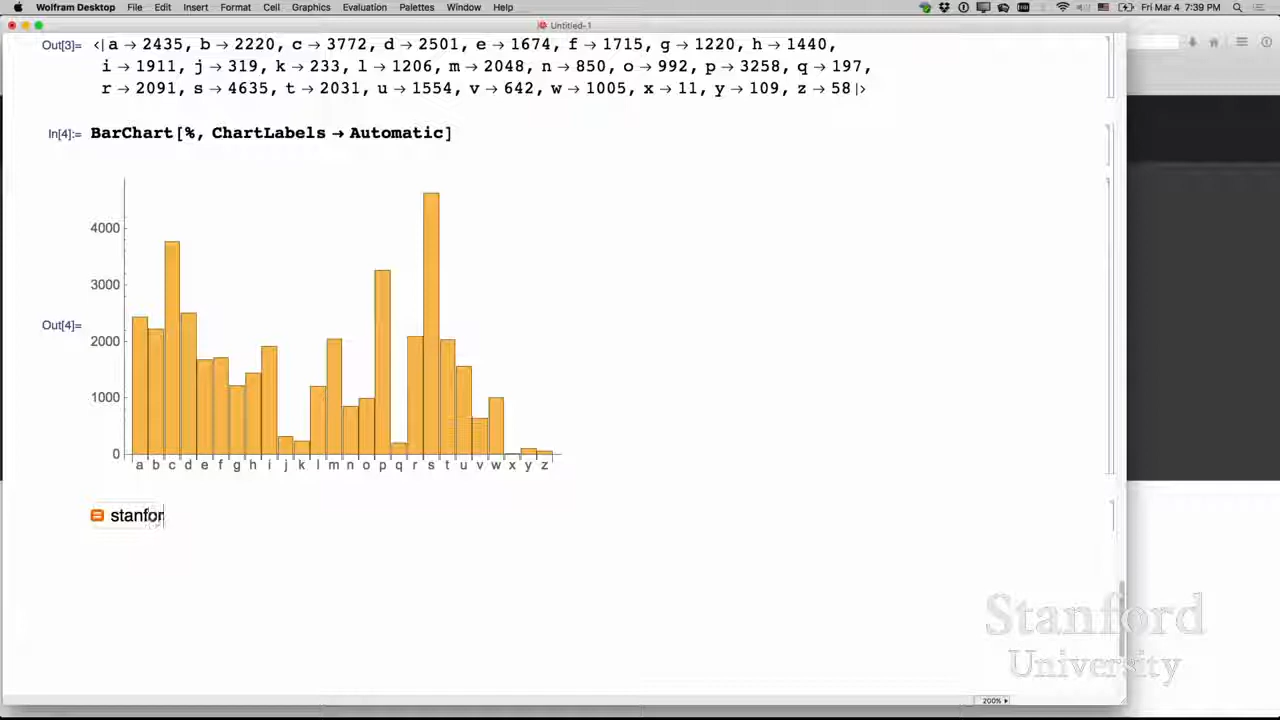 Wolfram Desktop File Edit Insert Format Cell Graphics Evaluation Palettes Window Help Fri Mar 4 7:39 PM
Untitled-1
Out[3]= <| a → 2435, b → 2220, c → 3772, d → 2501, e → 1674, f → 1715, g → 1220, h → 1440,
i → 1911, j → 319, k → 233, l → 1206, m → 2048, n → 850, o → 992, p → 3258, q → 197,
r → 2091, s → 4635, t → 2031, u → 1554, v → 642, w → 1005, x → 11, y → 109, z → 58 |>
In[4]:= BarChart[%, ChartLabels → Automatic]
4000
3000
Out[4]=
2000
1000
0
a b c d e f g h i j k l m n o p q r s t u v w x y z
stanfor
Stanford
University
200%